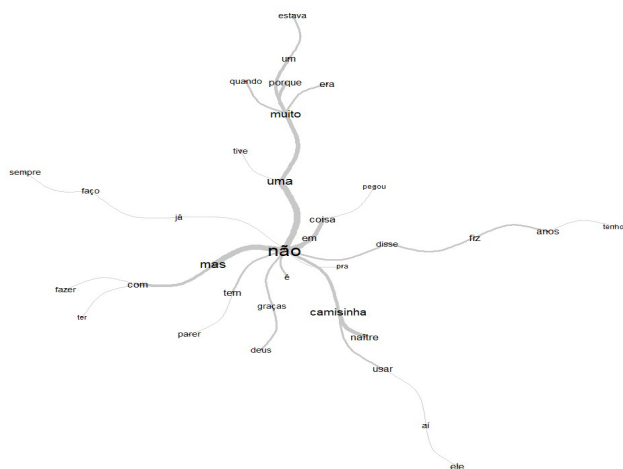 estava
um
quando porque era
muito
tive
sempre
uma
faço
pegou
já
coisa
em
disse
fiz
anos
tenho
não
mas
é
pra
fazer
com
tem
ter
graças
camisinha
parer
deus
naître
usar
aí
ele